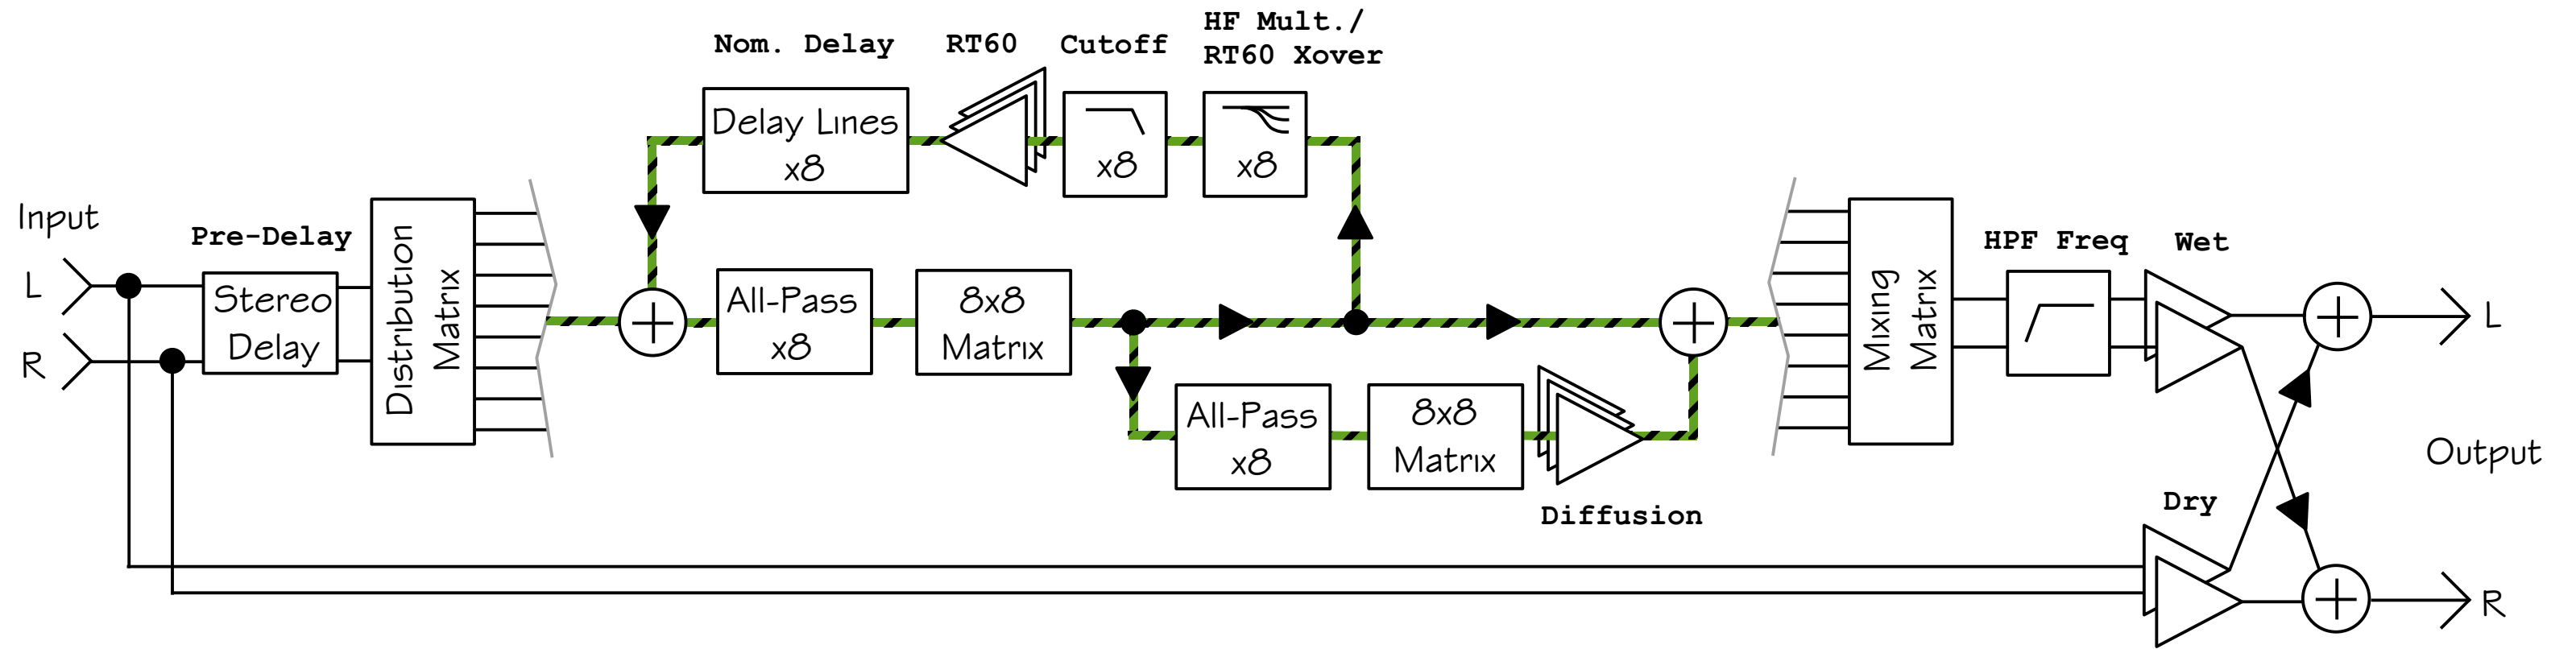 HF Mult./
RT60 Xover
Nom. Delay
RT60
Cutoff
Delay Lines
x8
x8
x8
Input
L
R
Pre-Delay
Stereo
Delay
Distribution
Matrix
All-Pass
x8
8x8
Matrix
All-Pass
x8
8x8
Matrix
Diffusion
Mixing
Matrix
HPF Freq
Wet
Dry
L
Output
R